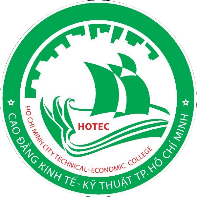 HOTEC
HO CHI MINH CITY TECHNICAL - ECONOMIC COLLEGE
CAO ĐẲNG KINH TẾ - KỸ THUẬT TP. HỒ CHÍ MINH